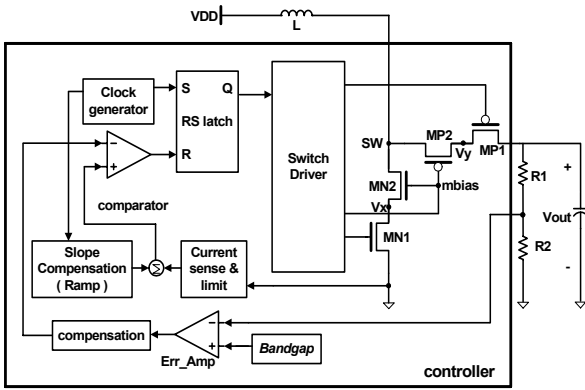 VDD
L
Clock
generator
S
Q
RS latch
R
-
+
comparator
Switch
Driver
SW
MP2
Vy
MP1
MN2
mbias
Vx
MN1
R1
+
Vout
R2
-
Slope
Compensation
( Ramp )
Σ
Current
sense &
limit
compensation
-
+
Err_Amp
Bandgap
controller